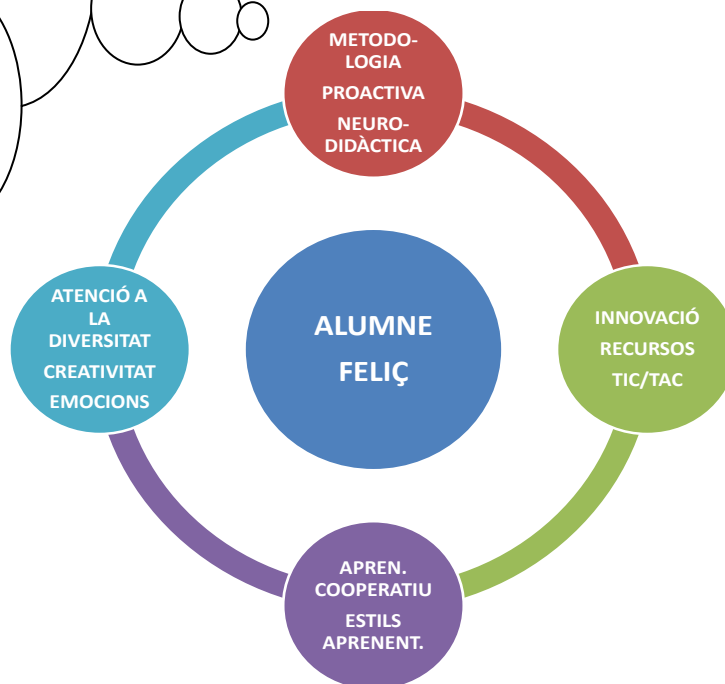 METODO-
LOGIA
PROACTIVA
NEURO-
DIDÀCTICA
ATENCIÓ A
LA
DIVERSITAT
CREATIVITAT
EMOCIONS
ALUMNE
FELIÇ
INNOVACIÓ
RECURSOS
TIC/TAC
APREN.
COOPERATIU
ESTILS
APRENENT.